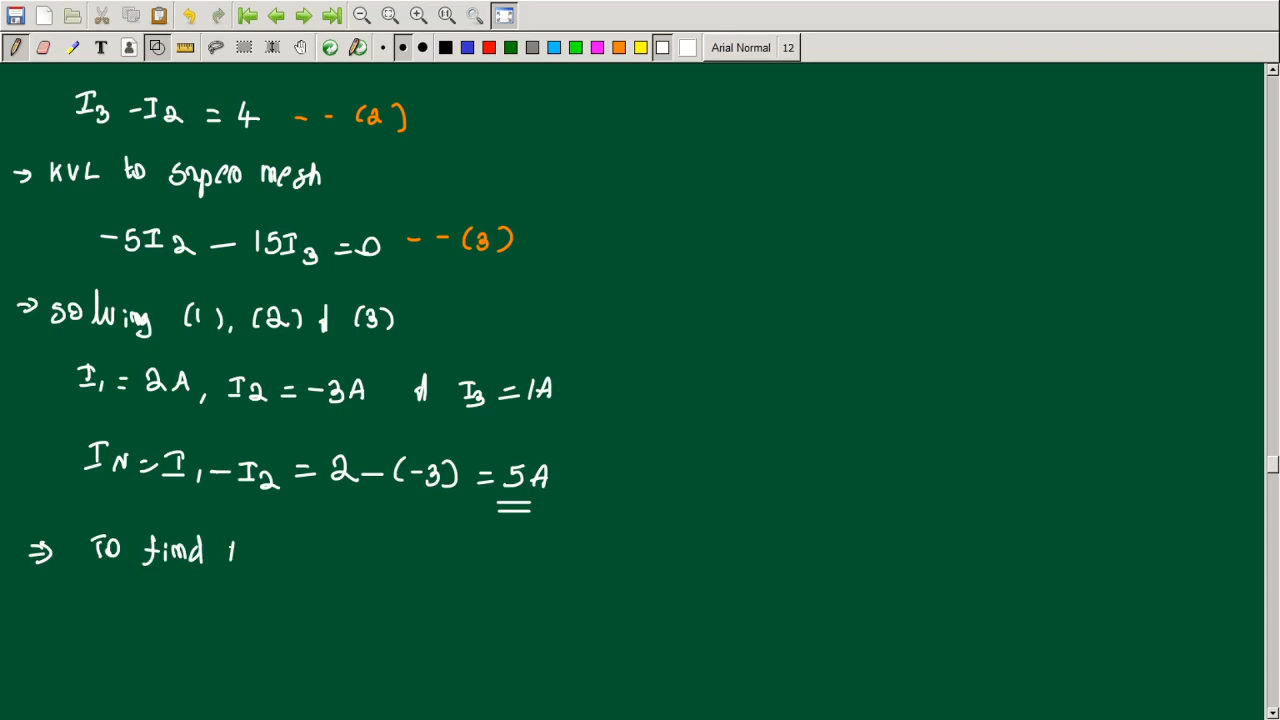 Arial Normal 12
I3 - I2 = 4 -- (2)
→ KVL to super mesh
-5I2 - 15I3 = 0 -- (3)
→ solving (1), (2) & (3)
I1 = 2A, I2 = -3A & I3 = 1A
IN = I1 - I2 = 2 - (-3) = 5A
⇒ To find